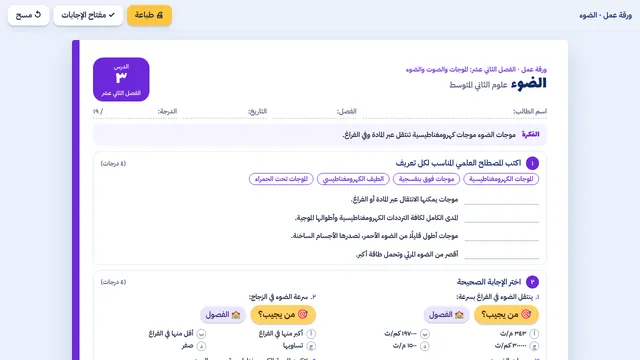 ورقة عمل · الضوء
طباعة
مفتاح الإجابات
مسح
ورقة عمل · الفصل الثاني عشر: الموجات والصوت والضوء
الضوء علوم الثاني المتوسط
الدرس
٣
الفصل الثاني عشر
اسم الطالب: الفصل: التاريخ: الدرجة: / ١٩
الفكرة موجات الضوء موجات كهرومغناطيسية تنتقل عبر المادة وفي الفراغ.
١ اكتب المصطلح العلمي المناسب لكل تعريف (٤ درجات)
الموجات الكهرومغناطيسية موجات فوق بنفسجية الطيف الكهرومغناطيسي الموجات تحت الحمراء
موجات يمكنها الانتقال عبر المادة أو الفراغ.
المدى الكامل لكافة الترددات الكهرومغناطيسية وأطوالها الموجية.
موجات أطول قليلًا من الضوء الأحمر، تصدرها الأجسام الساخنة.
أقصر من الضوء المرئي وتحمل طاقة أكبر.
٢ اختر الإجابة الصحيحة (٤ درجات)
١. ينتقل الضوء في الفراغ بسرعة:
من يجيب؟ الفصول
أ ٣٤٣ م/ث ب ١٩٧٠٠٠ كم/ث
ج ٣٠٠٠٠٠ كم/ث د ١٥٠٠ م/ث
٢. سرعة الضوء في الزجاج:
من يجيب؟ الفصول
أ أكبر منها في الفراغ ب أقل منها في الفراغ
ج تساويها د صفر